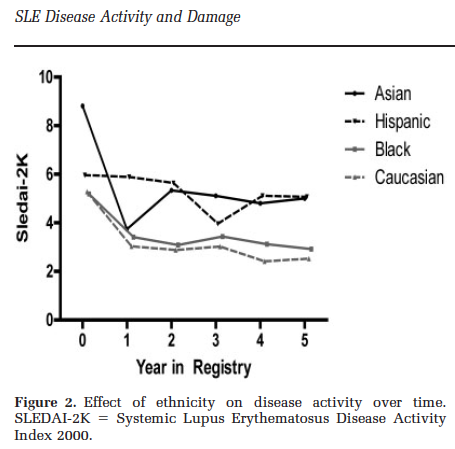 SLE Disease Activity and Damage
10
8
6
4
2
0
Sledai-2K
0 1 2 3 4 5
Year in Registry
Asian
Hispanic
Black
Caucasian
Figure 2. Effect of ethnicity on disease activity over time.
SLEDAI-2K = Systemic Lupus Erythematosus Disease Activity
Index 2000.